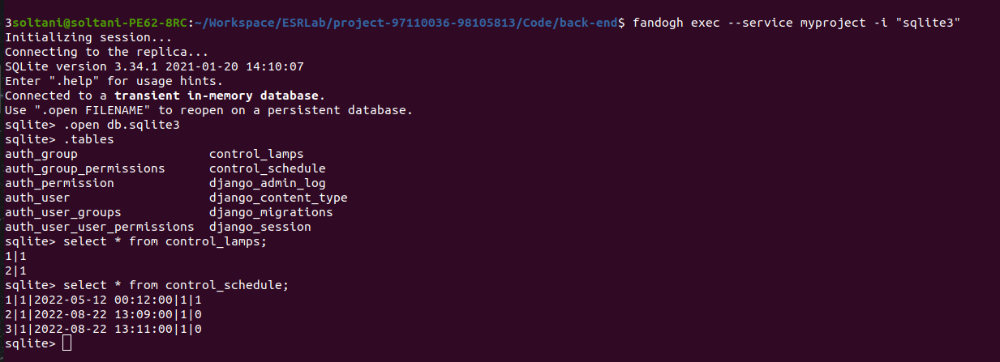 3soltani@soltani-PE62-8RC:~/Workspace/ESRLab/project-97110036-98105813/Code/back-end$ fandogh exec --service myproject -i "sqlite3"
Initializing session...
Connecting to the replica...
SQLite version 3.34.1 2021-01-20 14:10:07
Enter ".help" for usage hints.
Connected to a transient in-memory database.
Use ".open FILENAME" to reopen on a persistent database.
sqlite> .open db.sqlite3
sqlite> .tables
auth_group                  control_lamps
auth_group_permissions      control_schedule
auth_permission             django_admin_log
auth_user                   django_content_type
auth_user_groups            django_migrations
auth_user_user_permissions  django_session
sqlite> select * from control_lamps;
1|1
2|1
sqlite> select * from control_schedule;
1|1|2022-05-12 00:12:00|1|1
2|1|2022-08-22 13:09:00|1|0
3|1|2022-08-22 13:11:00|1|0
sqlite>